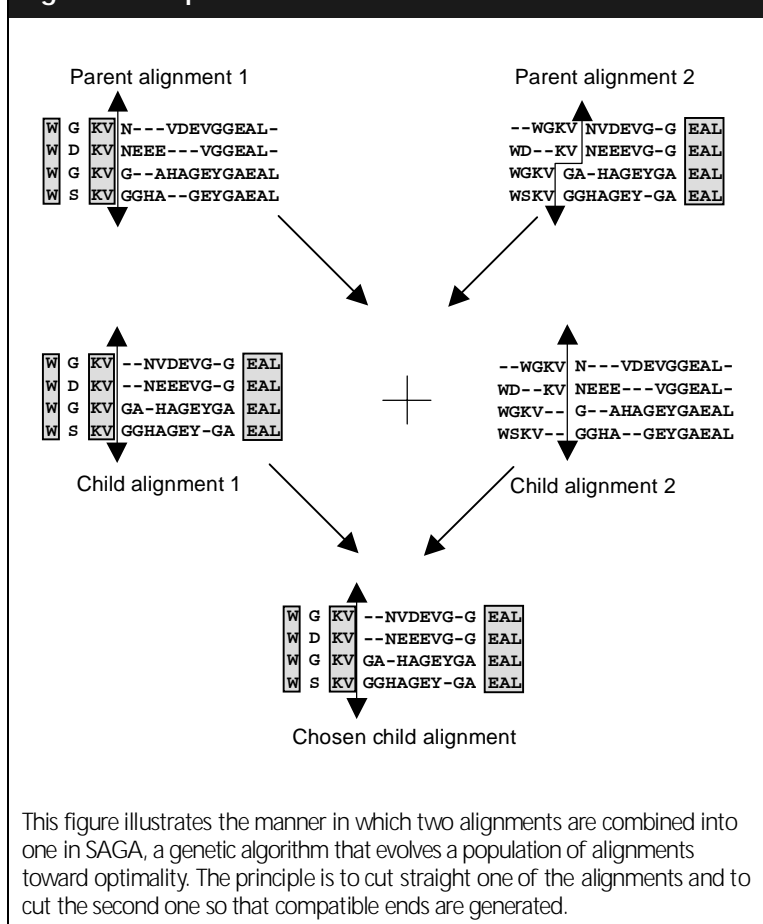 Parent alignment 1
Parent alignment 2
W G KV N---VDEVGGEAL-
W D KV NEEE---VGGEAL-
W G KV G--AHAGEYGAEAL
W S KV GGHA--GEYGAEAL
--WGKV NVDEVG-G EAL
WD--KV NEEEVG-G EAL
WGKV GA-HAGEYGA EAL
WSKV GGHAGEY-GA EAL
W G KV --NVDEVG-G EAL
W D KV --NEEEVG-G EAL
W G KV GA-HAGEYGA EAL
W S KV GGHAGEY-GA EAL
Child alignment 1
--WGKV N---VDEVGGEAL-
WD--KV NEEE---VGGEAL-
WGKV-- G--AHAGEYGAEAL
WSKV-- GGHA--GEYGAEAL
Child alignment 2
W G KV --NVDEVG-G EAL
W D KV --NEEEVG-G EAL
W G KV GA-HAGEYGA EAL
W S KV GGHAGEY-GA EAL
Chosen child alignment
This figure illustrates the manner in which two alignments are combined into
one in SAGA, a genetic algorithm that evolves a population of alignments
toward optimality. The principle is to cut straight one of the alignments and to
cut the second one so that compatible ends are generated.